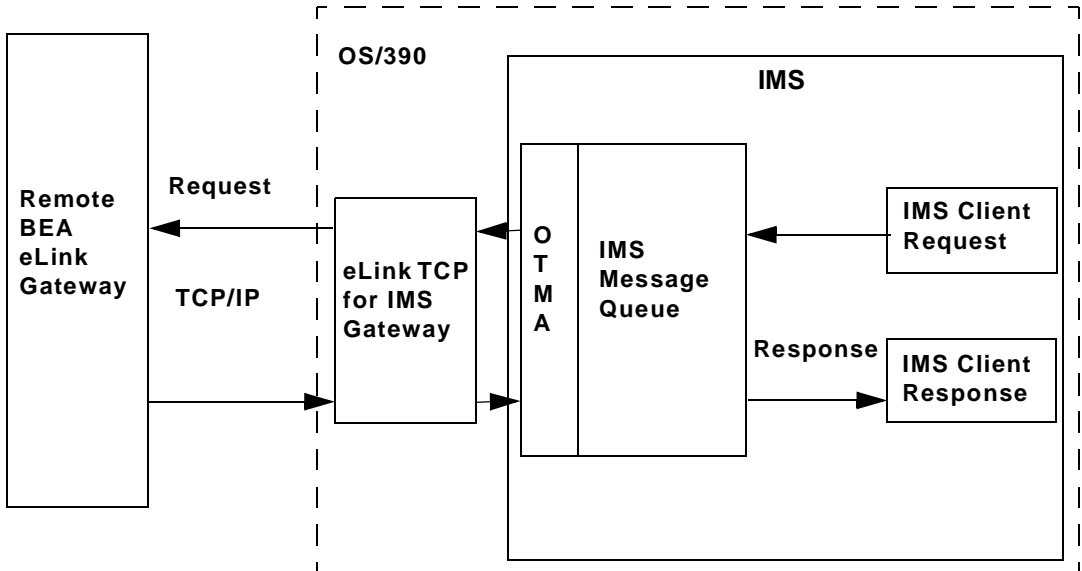 OS/390
IMS
Remote
BEA
eLink
Gateway
Request
TCP/IP
eLink TCP
for IMS
Gateway
O
T
M
A
IMS
Message
Queue
IMS Client
Request
Response
IMS Client
Response